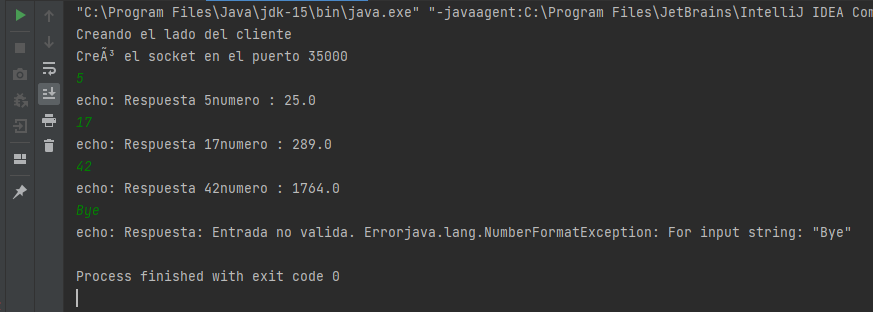 "C:\Program Files\Java\jdk-15\bin\java.exe" "-javaagent:C:\Program Files\JetBrains\IntelliJ IDEA Com
Creando el lado del cliente
CreÃ³ el socket en el puerto 35000
5
echo: Respuesta 5numero : 25.0
17
echo: Respuesta 17numero : 289.0
42
echo: Respuesta 42numero : 1764.0
Bye
echo: Respuesta: Entrada no valida. Errorjava.lang.NumberFormatException: For input string: "Bye"
Process finished with exit code 0